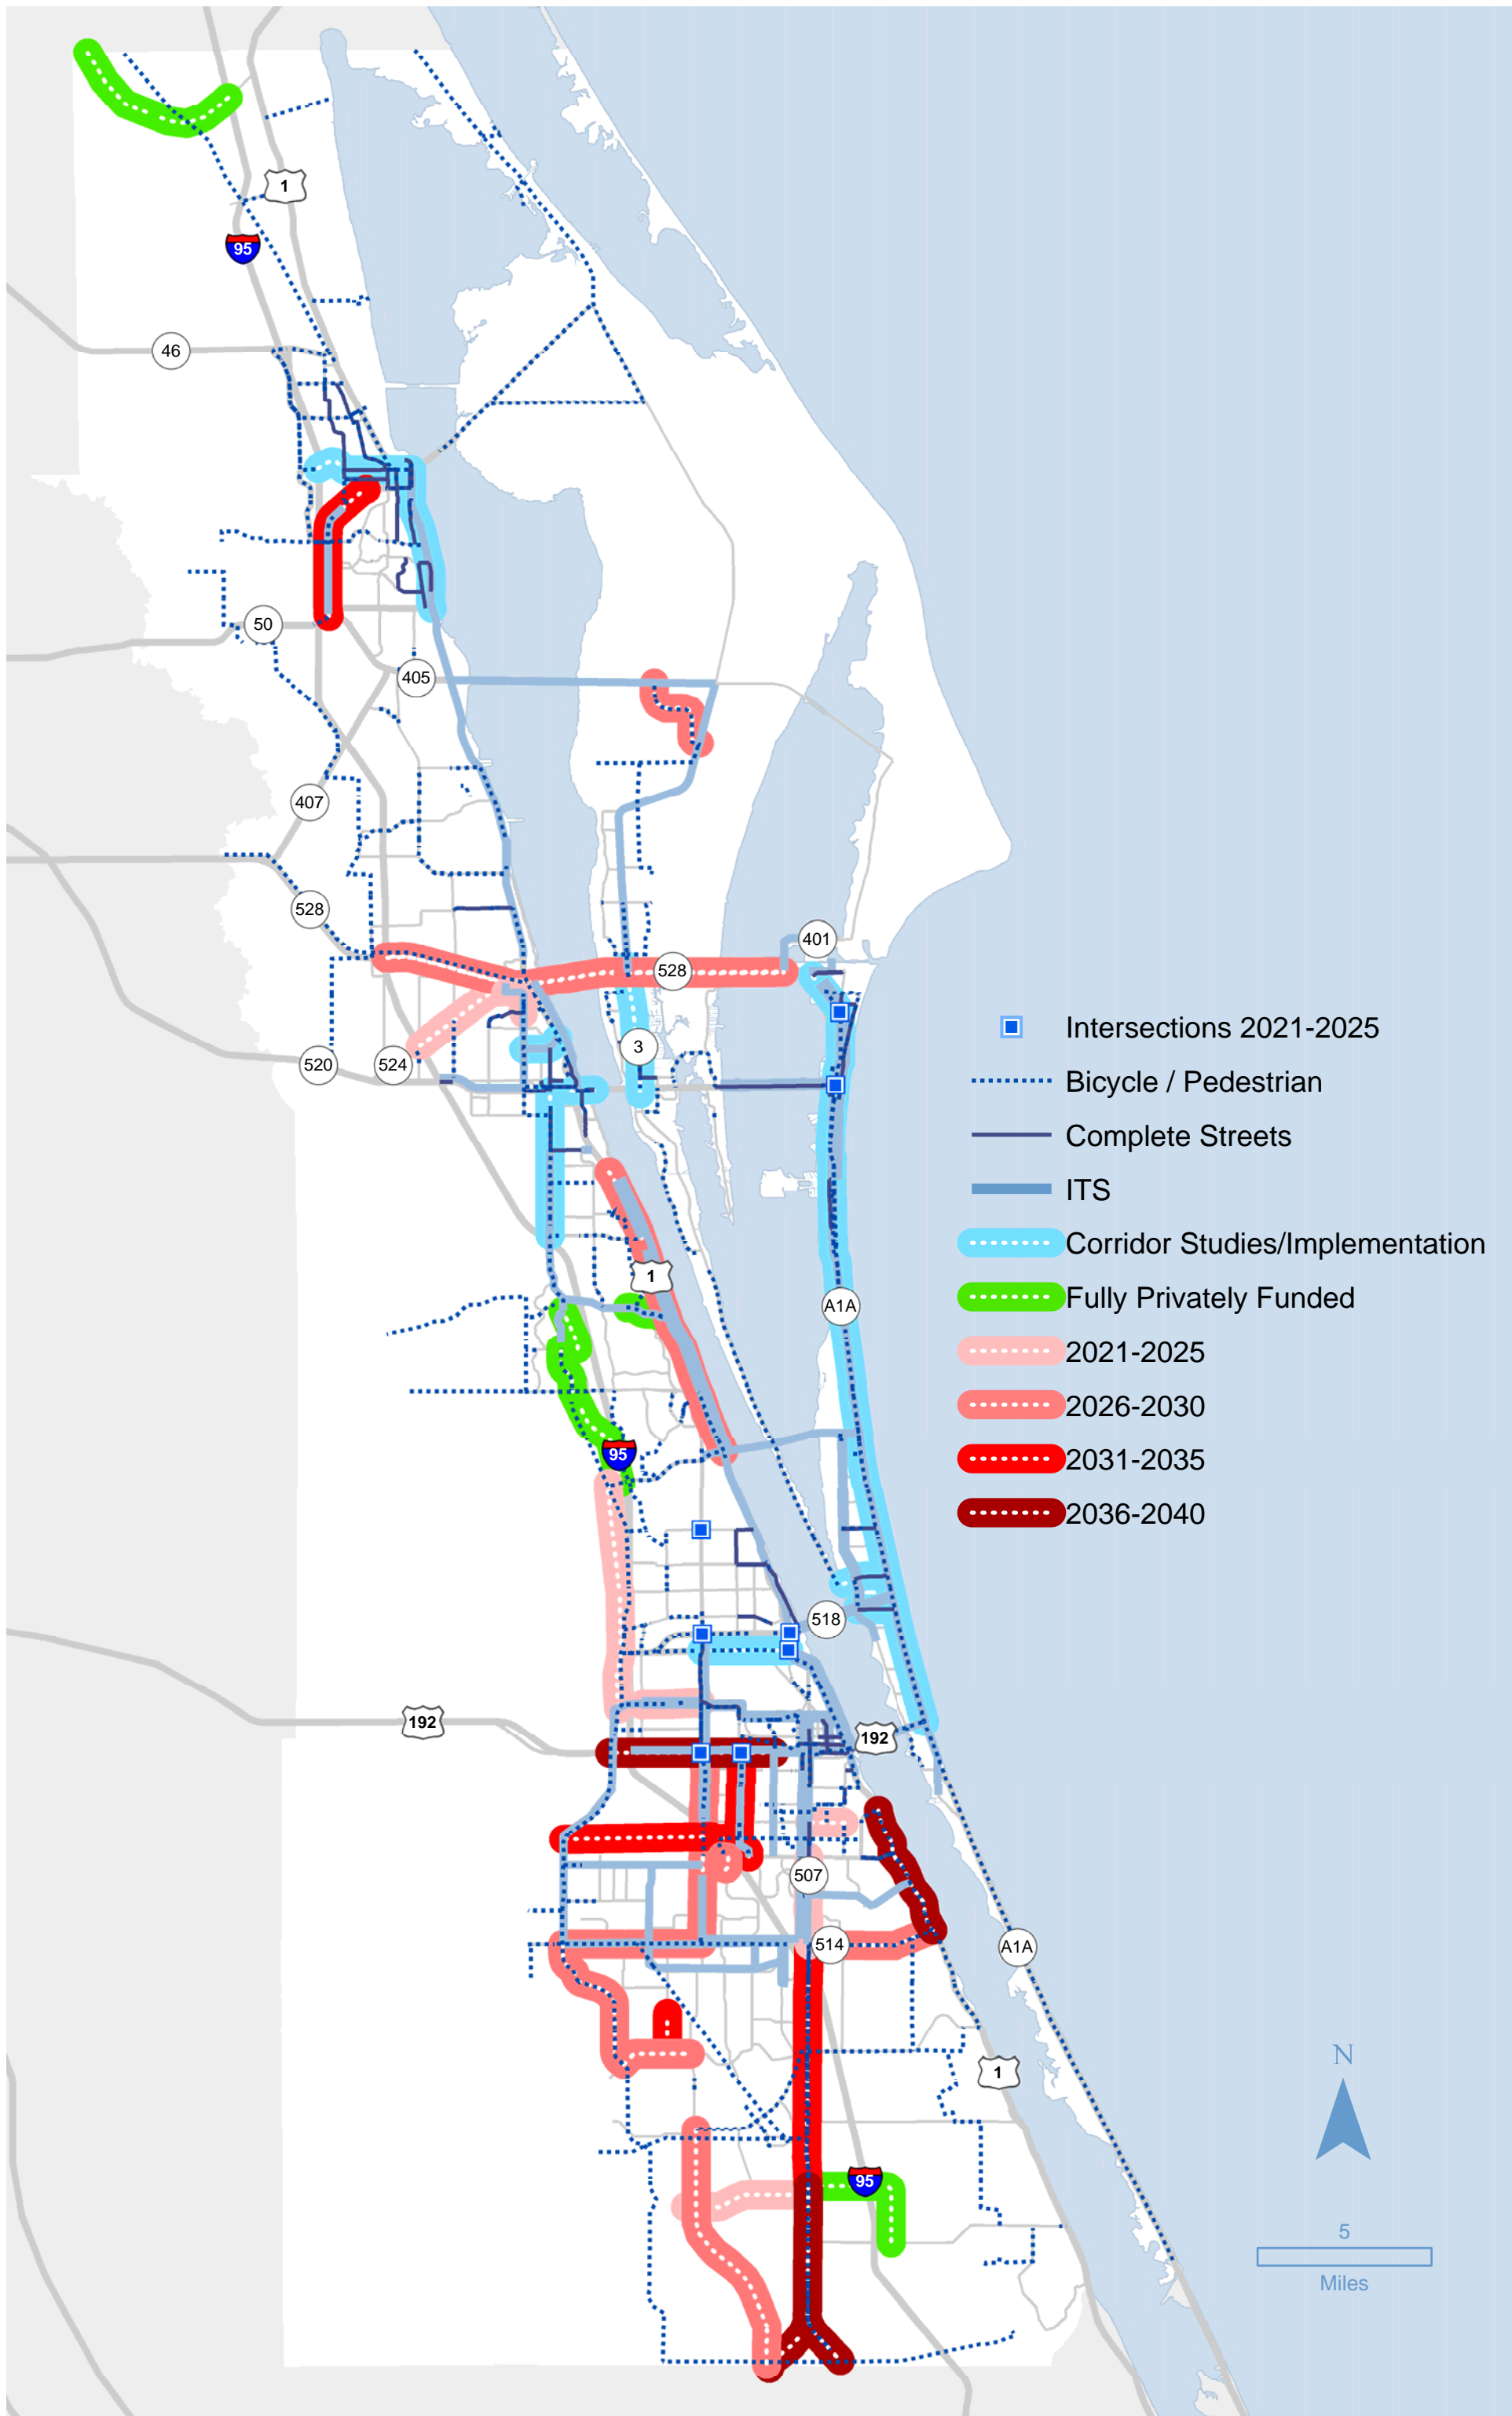 1
95
46
50
405
407
528
401
528
520
524
3
Intersections 2021-2025
Bicycle / Pedestrian
Complete Streets
ITS
Corridor Studies/Implementation
Fully Privately Funded
2021-2025
2026-2030
2031-2035
2036-2040
1
A1A
95
518
192
192
507
514
A1A
1
95
N
5
Miles